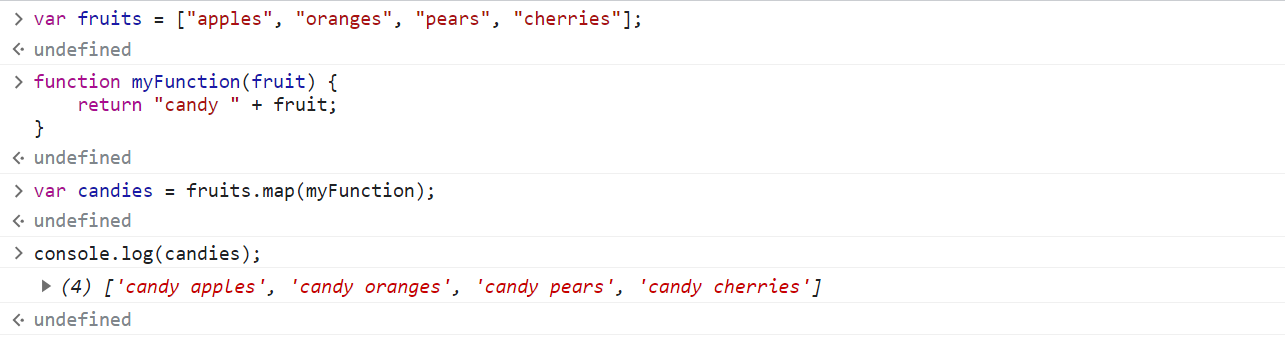 > var fruits = ["apples", "oranges", "pears", "cherries"];
undefined
> function myFunction(fruit) {
    return "candy " + fruit;
}
undefined
> var candies = fruits.map(myFunction);
undefined
> console.log(candies);
(4) ['candy apples', 'candy oranges', 'candy pears', 'candy cherries']
undefined